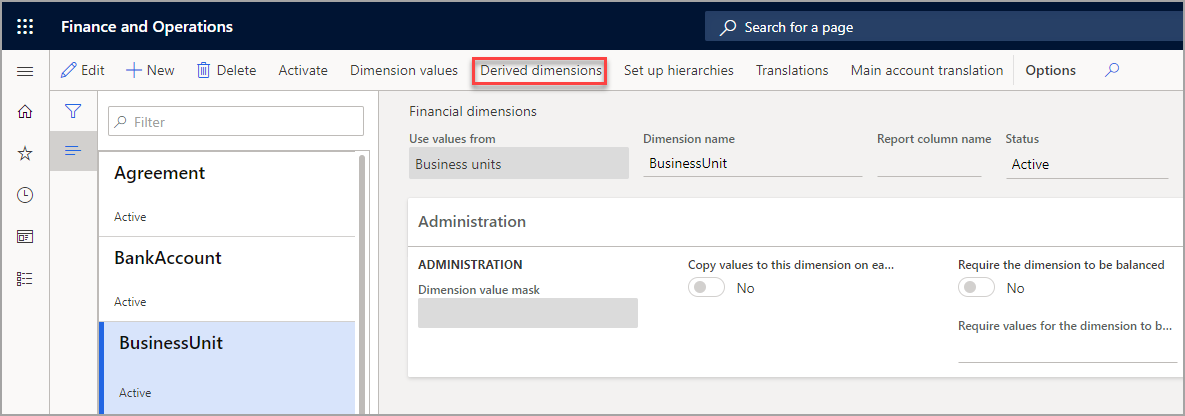 Finance and Operations
Search for a page
Edit New Delete Activate Dimension values Derived dimensions Set up hierarchies Translations Main account translation Options
Filter
Agreement
Active
BankAccount
Active
BusinessUnit
Active
Financial dimensions
Use values from Dimension name Report column name Status
Business units BusinessUnit Active
Administration
ADMINISTRATION Copy values to this dimension on ea... Require the dimension to be balanced
Dimension value mask No No
Require values for the dimension to b...